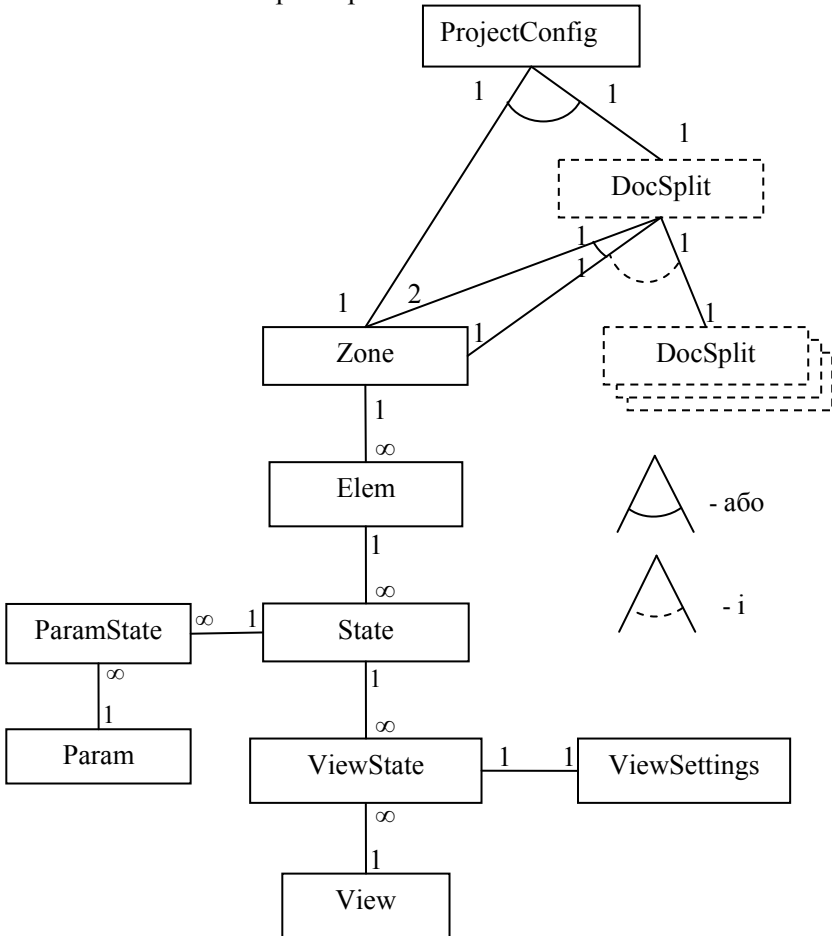 ProjectConfig
1 1
1
DocSplit
1 1
1
2
1 1
1
Zone DocSplit
1
∞
Elem
- або
1
∞
- і
∞ 1
ParamState State
∞ 1
1
∞
Param
ViewState 1 1 ViewSettings
∞
1
View